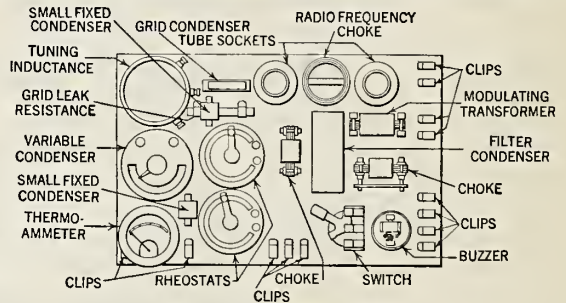 SMALL FIXED
CONDENSER
GRID CONDENSER
TUBE SOCKETS
RADIO FREQUENCY
CHOKE
TUNING
INDUCTANCE
CLIPS
GRID LEAK
RESISTANCE
MODULATING
TRANSFORMER
VARIABLE
CONDENSER
FILTER
CONDENSER
SMALL FIXED
CONDENSER
CHOKE
THERMO-
AMMETER
CLIPS
BUZZER
CLIPS
RHEOSTATS
CLIPS
CHOKE
SWITCH